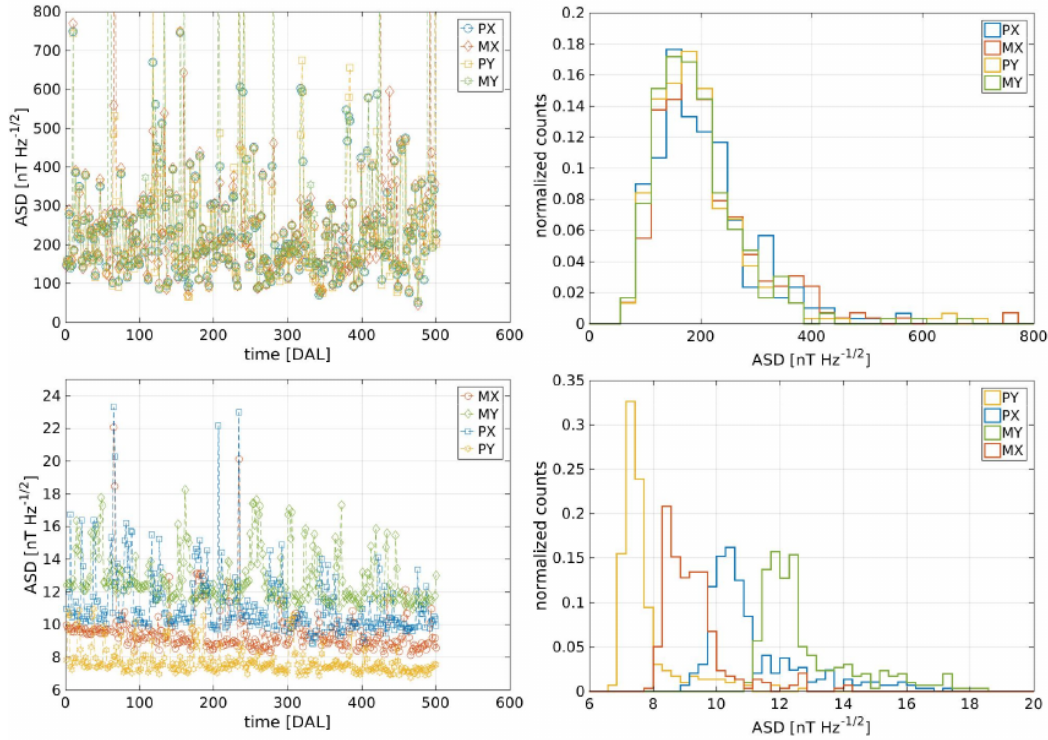 800
700
600
500
400
300
200
100
0
ASD [nT Hz-1/2]
0 100 200 300 400 500 600
time [DAL]
PX
MX
PY
MY
0.2
0.18
0.16
0.14
0.12
0.1
0.08
0.06
0.04
0.02
0
normalized counts
0 200 400 600 800
ASD [nT Hz-1/2]
PX
MX
PY
MY
24
22
20
18
16
14
12
10
8
6
ASD [nT Hz-1/2]
0 100 200 300 400 500 600
time [DAL]
MX
MY
PX
PY
0.35
0.3
0.25
0.2
0.15
0.1
0.05
0
normalized counts
6 8 10 12 14 16 18 20
ASD [nT Hz-1/2]
PY
PX
MY
MX